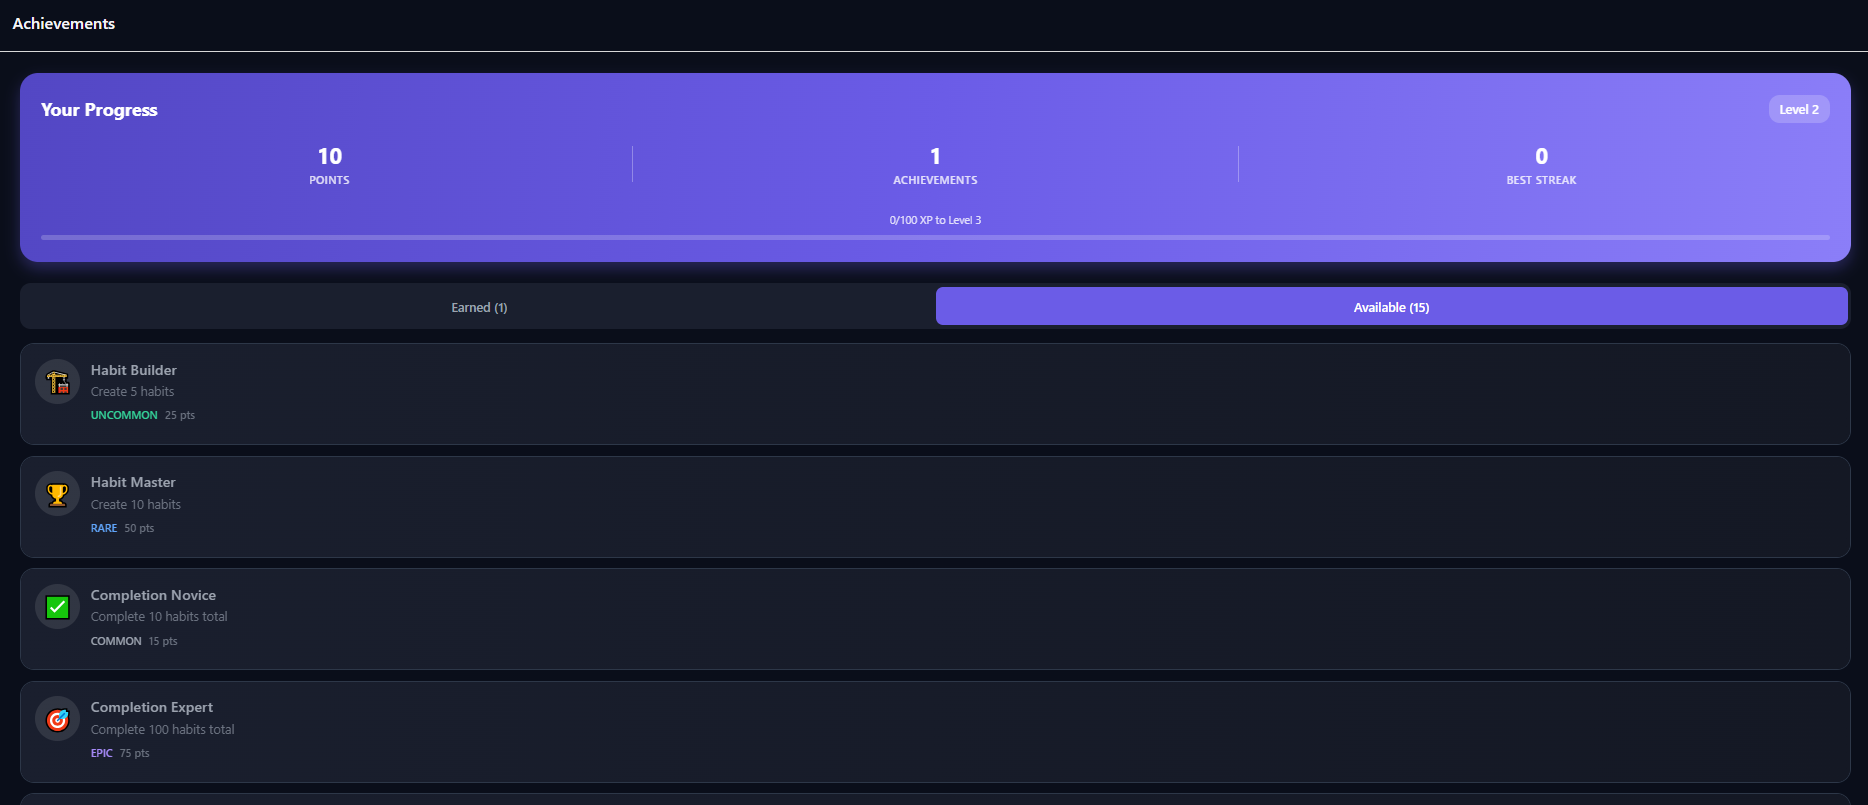 Achievements
Your Progress
Level 2
10
POINTS
1
ACHIEVEMENTS
0
BEST STREAK
0/100 XP to Level 3
Earned (1)
Available (15)
Habit Builder
Create 5 habits
UNCOMMON 25 pts
Habit Master
Create 10 habits
RARE 50 pts
Completion Novice
Complete 10 habits total
COMMON 15 pts
Completion Expert
Complete 100 habits total
EPIC 75 pts